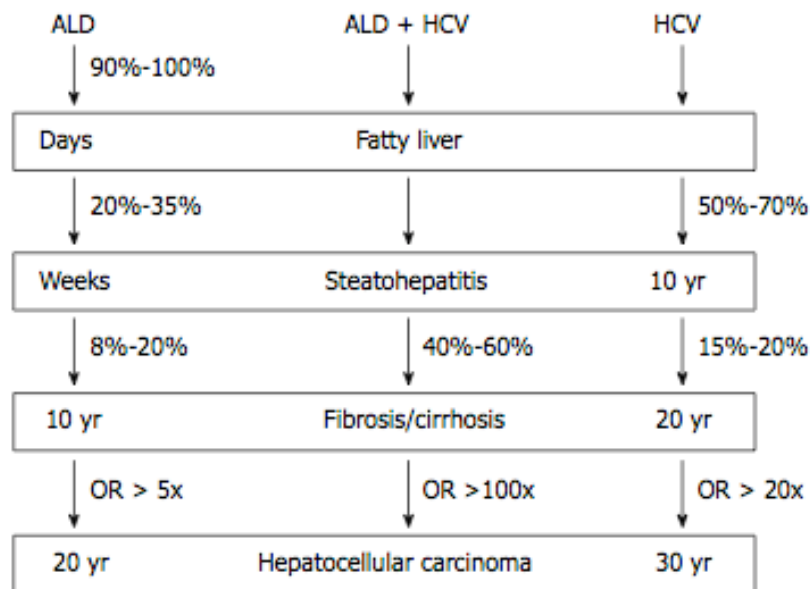 ALD ALD + HCV HCV
90%-100%
Days Fatty liver
20%-35% 50%-70%
Weeks Steatohepatitis 10 yr
8%-20% 40%-60% 15%-20%
10 yr Fibrosis/cirrhosis 20 yr
OR > 5x OR >100x OR > 20x
20 yr Hepatocellular carcinoma 30 yr